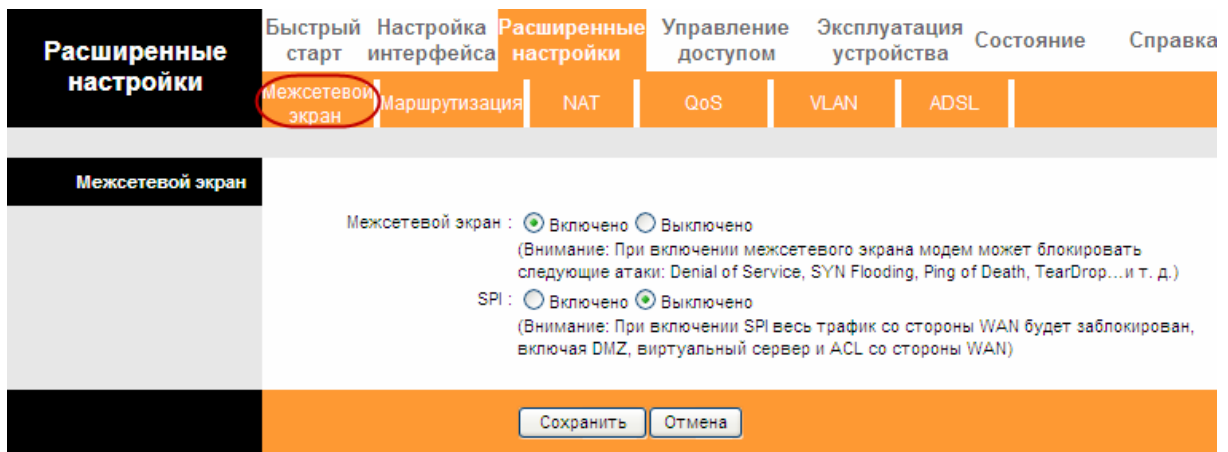 Расширенные настройки
Быстрый старт
Настройка интерфейса
Расширенные настройки
Управление доступом
Эксплуатация устройства
Состояние
Справка
Межсетевой экран
Маршрутизация
NAT
QoS
VLAN
ADSL
Межсетевой экран
Межсетевой экран : Включено Выключено
(Внимание: При включении межсетевого экрана модем может блокировать
следующие атаки: Denial of Service, SYN Flooding, Ping of Death, TearDrop...и т. д.)
SPI : Включено Выключено
(Внимание: При включении SPI весь трафик со стороны WAN будет заблокирован,
включая DMZ, виртуальный сервер и ACL со стороны WAN)
Сохранить Отмена